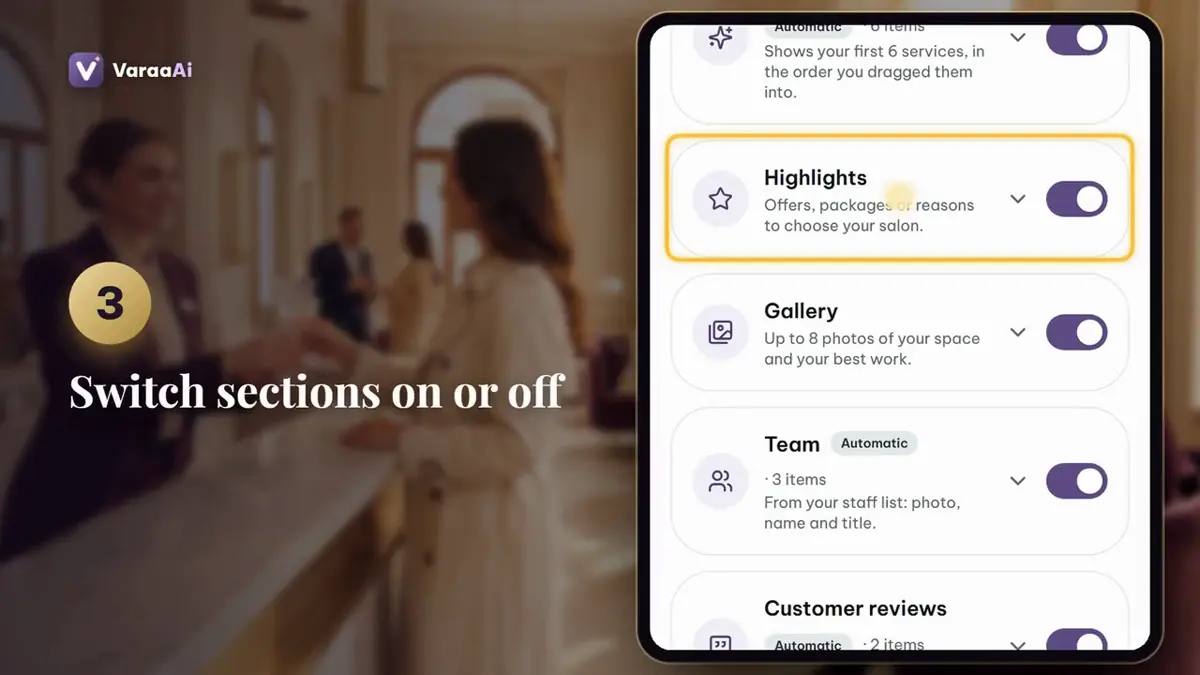 VaraaAi
3
Switch sections on or off
Automatic · 6 items
Shows your first 6 services, in
the order you dragged them
into.
Highlights
Offers, packages or reasons
to choose your salon.
Gallery
Up to 8 photos of your space
and your best work.
Team Automatic
· 3 items
From your staff list: photo,
name and title.
Customer reviews
Automatic · 2 items